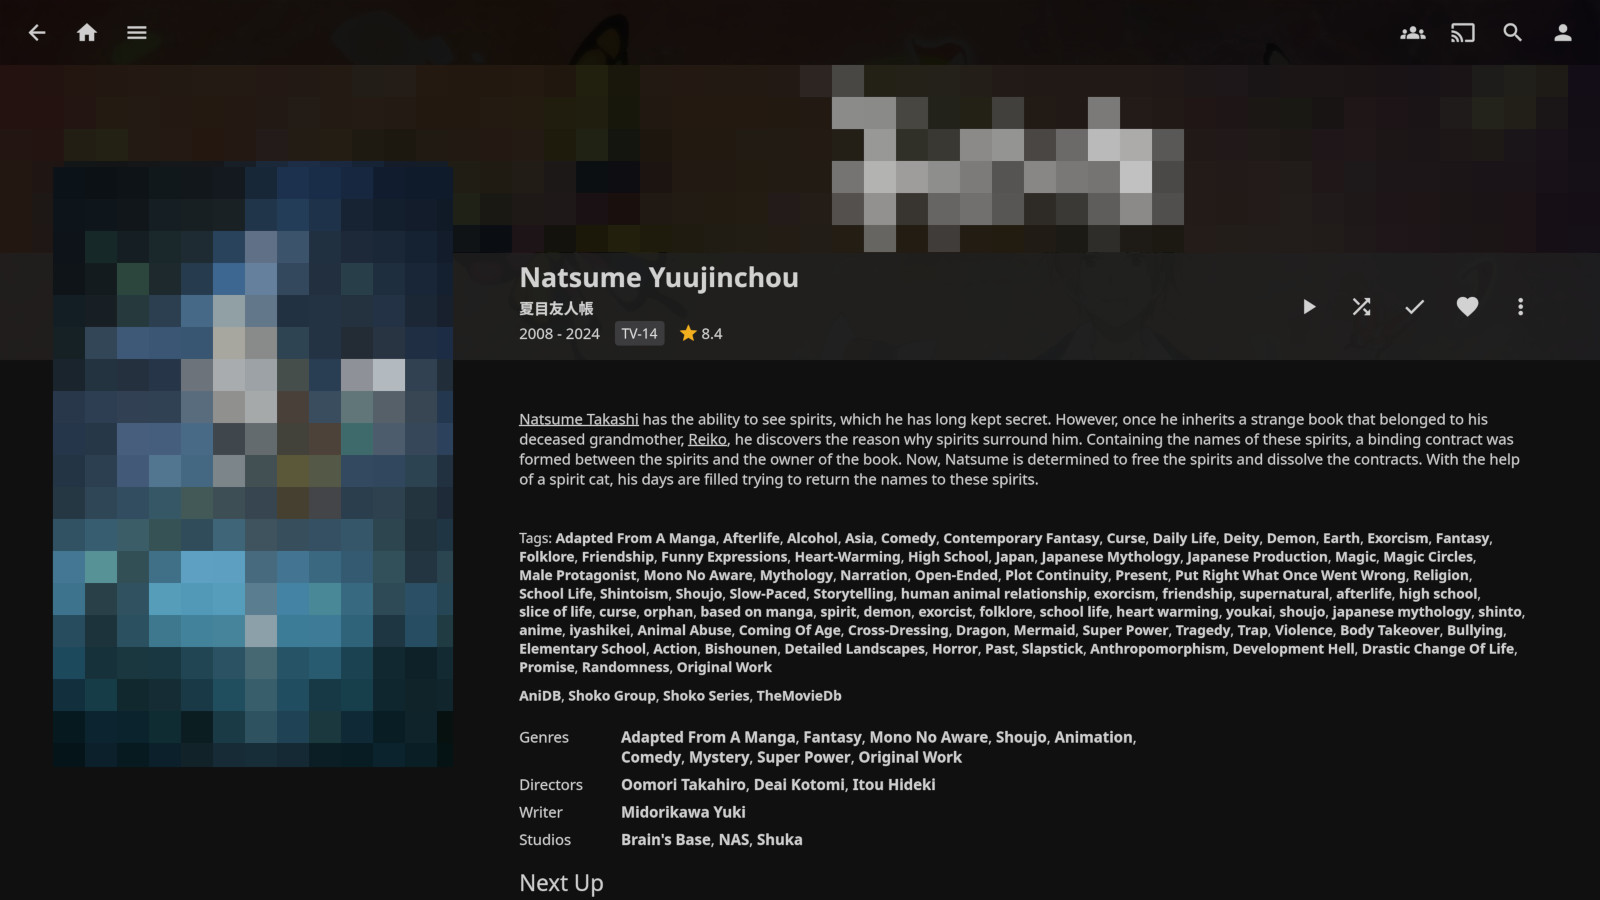 Natsume Yuujinchou
夏目友人帳
2008 - 2024 TV-14 8.4
Natsume Takashi has the ability to see spirits, which he has long kept secret. However, once he inherits a strange book that belonged to his
deceased grandmother, Reiko, he discovers the reason why spirits surround him. Containing the names of these spirits, a binding contract was
formed between the spirits and the owner of the book. Now, Natsume is determined to free the spirits and dissolve the contracts. With the help
of a spirit cat, his days are filled trying to return the names to these spirits.
Tags: Adapted From A Manga, Afterlife, Alcohol, Asia, Comedy, Contemporary Fantasy, Curse, Daily Life, Deity, Demon, Earth, Exorcism, Fantasy,
Folklore, Friendship, Funny Expressions, Heart-Warming, High School, Japan, Japanese Mythology, Japanese Production, Magic, Magic Circles,
Male Protagonist, Mono No Aware, Mythology, Narration, Open-Ended, Plot Continuity, Present, Put Right What Once Went Wrong, Religion,
School Life, Shintoism, Shoujo, Slow-Paced, Storytelling, human animal relationship, exorcism, friendship, supernatural, afterlife, high school,
slice of life, curse, orphan, based on manga, spirit, demon, exorcist, folklore, school life, heart warming, youkai, shoujo, japanese mythology, shinto,
anime, iyashikei, Animal Abuse, Coming Of Age, Cross-Dressing, Dragon, Mermaid, Super Power, Tragedy, Trap, Violence, Body Takeover, Bullying,
Elementary School, Action, Bishounen, Detailed Landscapes, Horror, Past, Slapstick, Anthropomorphism, Development Hell, Drastic Change Of Life,
Promise, Randomness, Original Work
AniDB, Shoko Group, Shoko Series, TheMovieDb
Genres Adapted From A Manga, Fantasy, Mono No Aware, Shoujo, Animation,
Comedy, Mystery, Super Power, Original Work
Directors Oomori Takahiro, Deai Kotomi, Itou Hideki
Writer Midorikawa Yuki
Studios Brain's Base, NAS, Shuka
Next Up